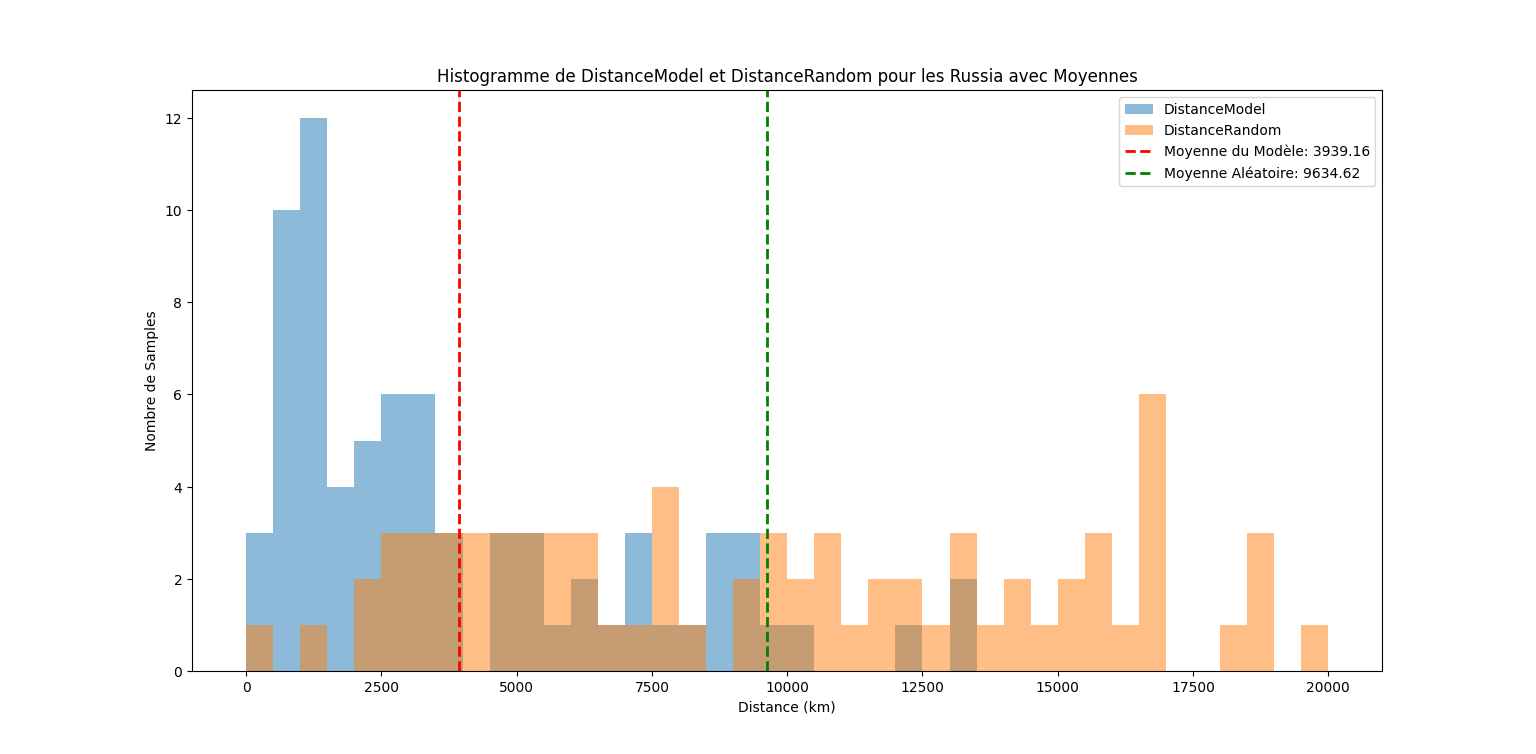 Histogramme de DistanceModel et DistanceRandom pour les Russia avec Moyennes
DistanceModel
DistanceRandom
Moyenne du Modèle: 3939.16
Moyenne Aléatoire: 9634.62
Nombre de Samples
12
10
8
6
4
2
0
0 2500 5000 7500 10000 12500 15000 17500 20000
Distance (km)